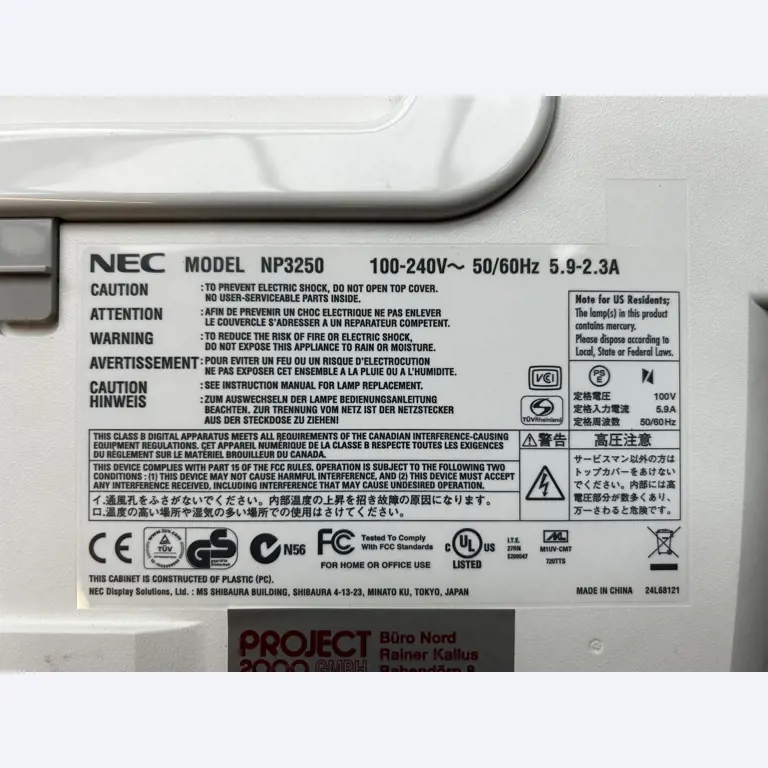 NEC MODEL NP3250 100-240V～ 50/60Hz 5.9-2.3A
CAUTION : TO PREVENT ELECTRIC SHOCK, DO NOT OPEN TOP COVER.
NO USER-SERVICEABLE PARTS INSIDE.
ATTENTION : AFIN DE PREVENIR UN CHOC ELECTRIQUE NE PAS ENLEVER
LE COUVERCLE S'ADRESSER A UN REPARATEUR COMPETENT.
WARNING : TO REDUCE THE RISK OF FIRE OR ELECTRIC SHOCK,
DO NOT EXPOSE THIS APPLIANCE TO RAIN OR MOISTURE.
AVERTISSEMENT : POUR EVITER UN FEU OU UN RISQUE D'ELECTROCUTION
NE PAS EXPOSER CET ENSEMBLE A LA PLUIE OU A L'HUMIDITE.
CAUTION : SEE INSTRUCTION MANUAL FOR LAMP REPLACEMENT.
HINWEIS : ZUM AUSWECHSELN DER LAMPE BEDIENUNGSANLEITUNG
BEACHTEN. ZUR TRENNUNG VOM NETZ IST DER NETZSTECKER
AUS DER STECKDOSE ZU ZIEHEN!
Note for US Residents;
The lamp(s) in this product
contains mercury.
Please dispose according to
Local, State or Federal Laws.
VCI
TÜVRheinland
PS
E
定格電圧 100V
定格入力電流 5.9A
定格周波数 50/60Hz
THIS CLASS B DIGITAL APPARATUS MEETS ALL REQUIREMENTS OF THE CANADIAN INTERFERENCE-CAUSING
EQUIPMENT REGULATIONS. CET APPAREIL NUMÉRIQUE DE LA CLASSE B RESPECTE TOUTES LES EXIGENCES
DU RÈGLEMENT SUR LE MATÉRIEL BROUILLEUR DU CANADA.
THIS DEVICE COMPLIES WITH PART 15 OF THE FCC RULES. OPERATION IS SUBJECT TO THE FOLLOWING TWO
CONDITIONS : (1) THIS DEVICE MAY NOT CAUSE HARMFUL INTERFERENCE, AND (2) THIS DEVICE MUST
ACCEPT ANY INTERFERENCE RECEIVED, INCLUDING INTERFERENCE THAT MAY CAUSE UNDESIRED OPERATION.
イ.通風孔をふさがないでください。内部温度の上昇を招き故障の原因になります。
ロ.温度の高い場所や湿気の多い場所での使用はさけてください。
警告 高圧注意
サービスマン以外の方は
トップカバーをあけない
でください。内部には高
電圧部分が数多くあり、
万一さわると危険です。
CE TÜV GS geprüfte Sicherheit N56 FC Tested To Comply
With FCC Standards
FOR HOME OR OFFICE USE
C UL US
LISTED
I.T.E.
276N
E200547
M1UV-CMT
720TTS
THIS CABINET IS CONSTRUCTED OF PLASTIC (PC).
NEC Display Solutions, Ltd. : MS SHIBAURA BUILDING, SHIBAURA 4-13-23, MINATO KU, TOKYO, JAPAN MADE IN CHINA 24L68121
PROJECT Büro Nord
2000 GMBH Rainer Kallus